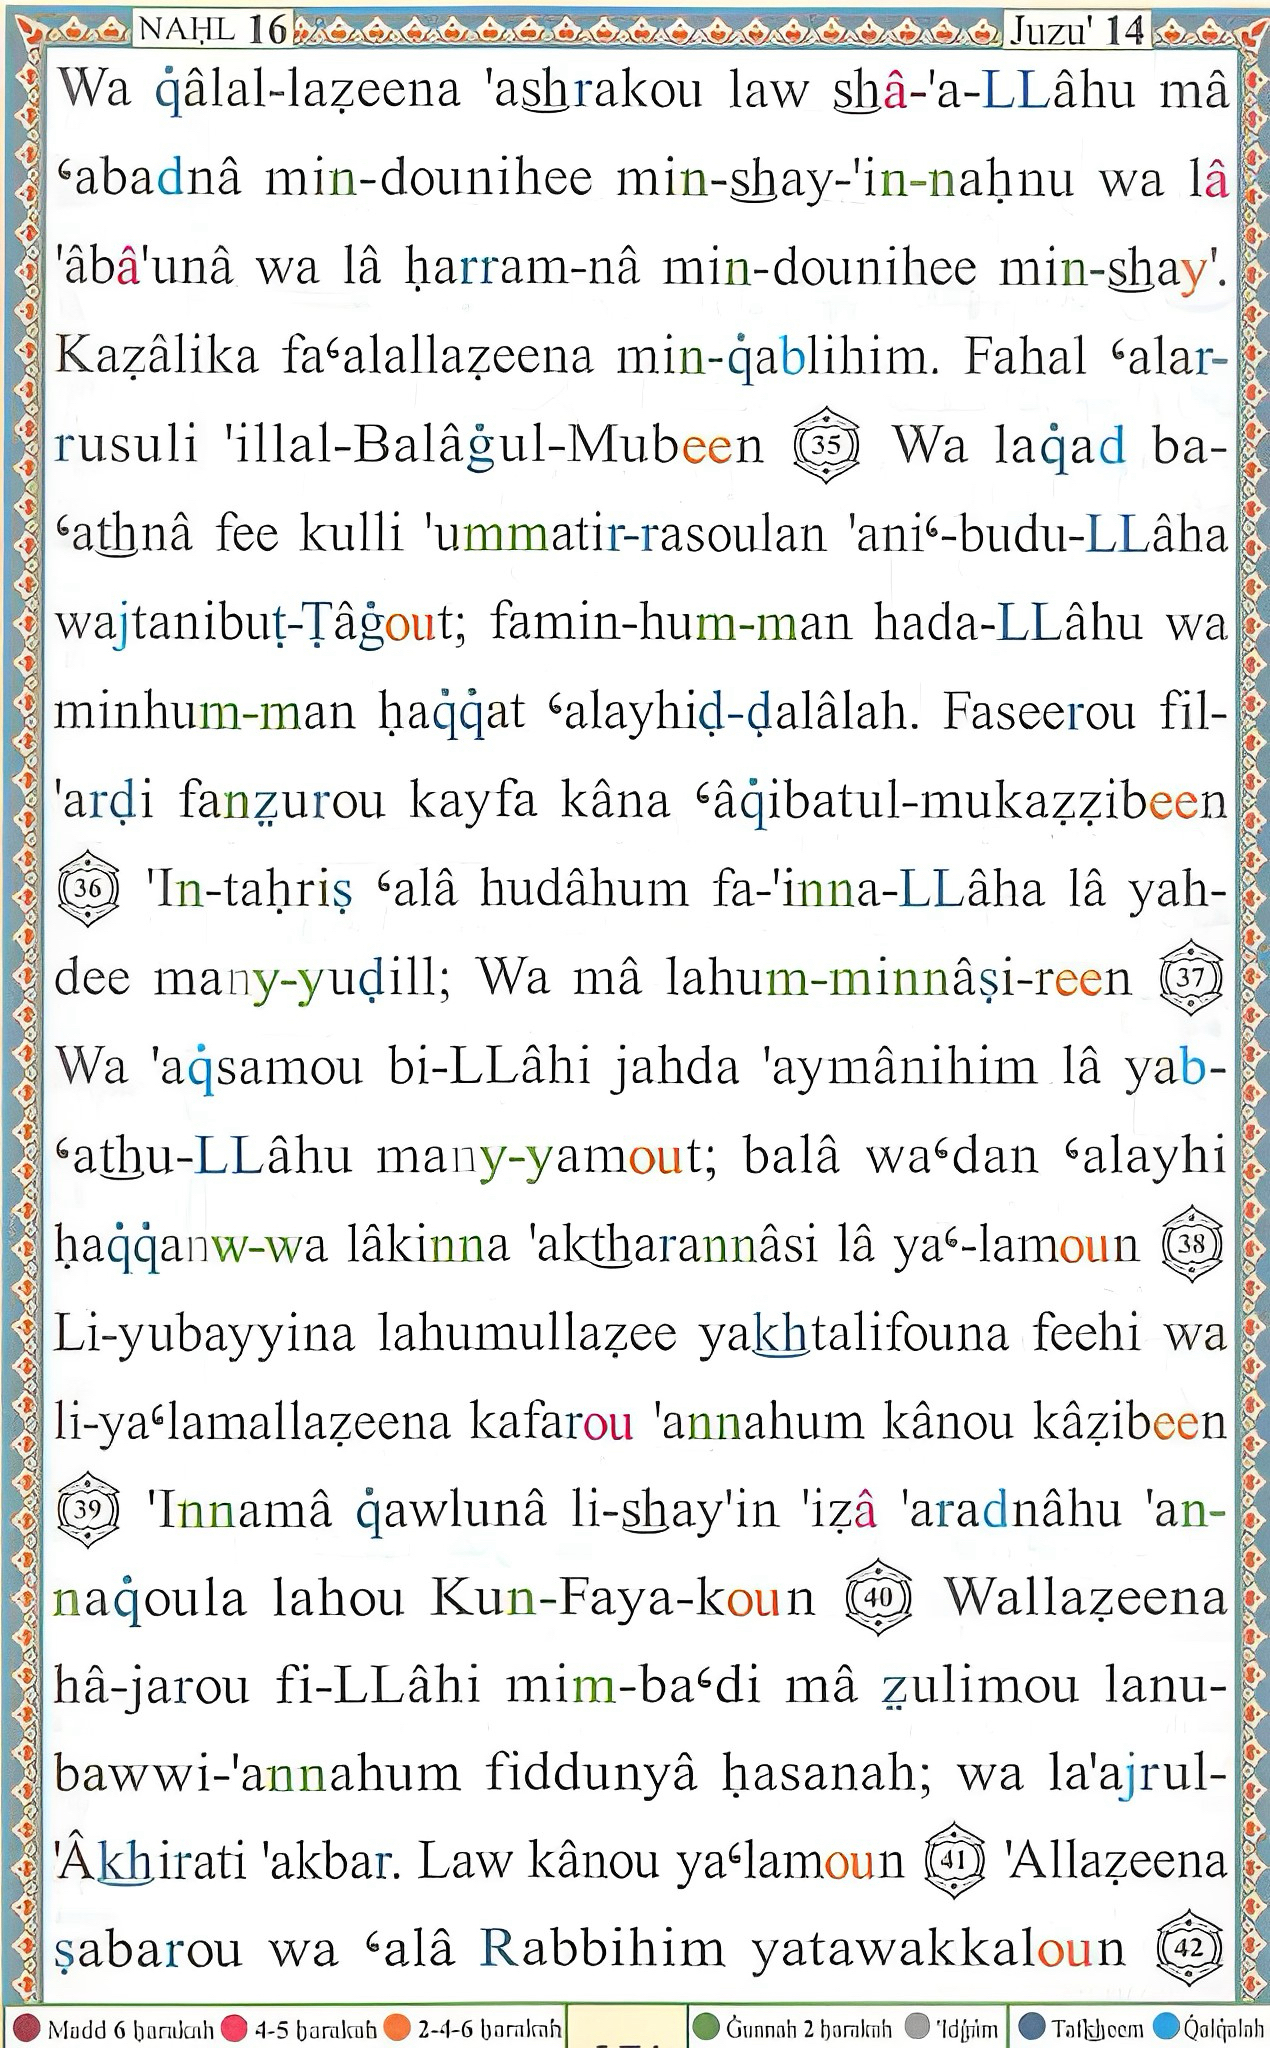 NAḤL 16
Juzu' 14
Wa q̇âlal-laẓeena 'ashrakou law shâ-'a-LLâhu mâ
ʿabadnâ min-dounihee min-shay-'in-naḥnu wa lâ
'âbâ'unâ wa lâ ḥarram-nâ min-dounihee min-shay'.
Kaẓâlika faʿalallaẓeena min-q̇ablihim. Fahal ʿalar-
rusuli 'illal-Balâġul-Mubeen 35 Wa laq̇ad ba-
ʿathnâ fee kulli 'ummatir-rasoulan 'aniʿ-budu-LLâha
wajtanibuṭ-Ṭâġout; famin-hum-man hada-LLâhu wa
minhum-man ḥaq̇q̇at ʿalayhiḍ-ḍalâlah. Faseerou fil-
'arḍi fanẓ̤urou kayfa kâna ʿâq̇ibatul-mukaẓẓibeen
36 'In-taḥriṣ ʿalâ hudâhum fa-'inna-LLâha lâ yah-
dee many-yuḍill; Wa mâ lahum-minnâṣi-reen 37
Wa 'aq̇samou bi-LLâhi jahda 'aymânihim lâ yab-
ʿathu-LLâhu many-yamout; balâ waʿdan ʿalayhi
ḥaq̇q̇anw-wa lâkinna 'aktharannâsi lâ yaʿ-lamoun 38
Li-yubayyina lahumullaẓee yakhtalifouna feehi wa
li-yaʿlamallaẓeena kafarou 'annahum kânou kâẓibeen
39 'Innamâ q̇awlunâ li-shay'in 'iẓâ 'aradnâhu 'an-
naq̇oula lahou Kun-Faya-koun 40 Wallaẓeena
hâ-jarou fi-LLâhi mim-baʿdi mâ z̤ulimou lanu-
bawwi-'annahum fiddunyâ ḥasanah; wa la'ajrul-
'Âkhirati 'akbar. Law kânou yaʿlamoun 41 'Allaẓeena
ṣabarou wa ʿalâ Rabbihim yatawakkaloun 42
Madd 6 ḥarakah 4-5 ḥarakah 2-4-6 ḥarakah Ġunnah 2 ḥarakah 'Idġâm Tafkheem Q̇alq̇alah